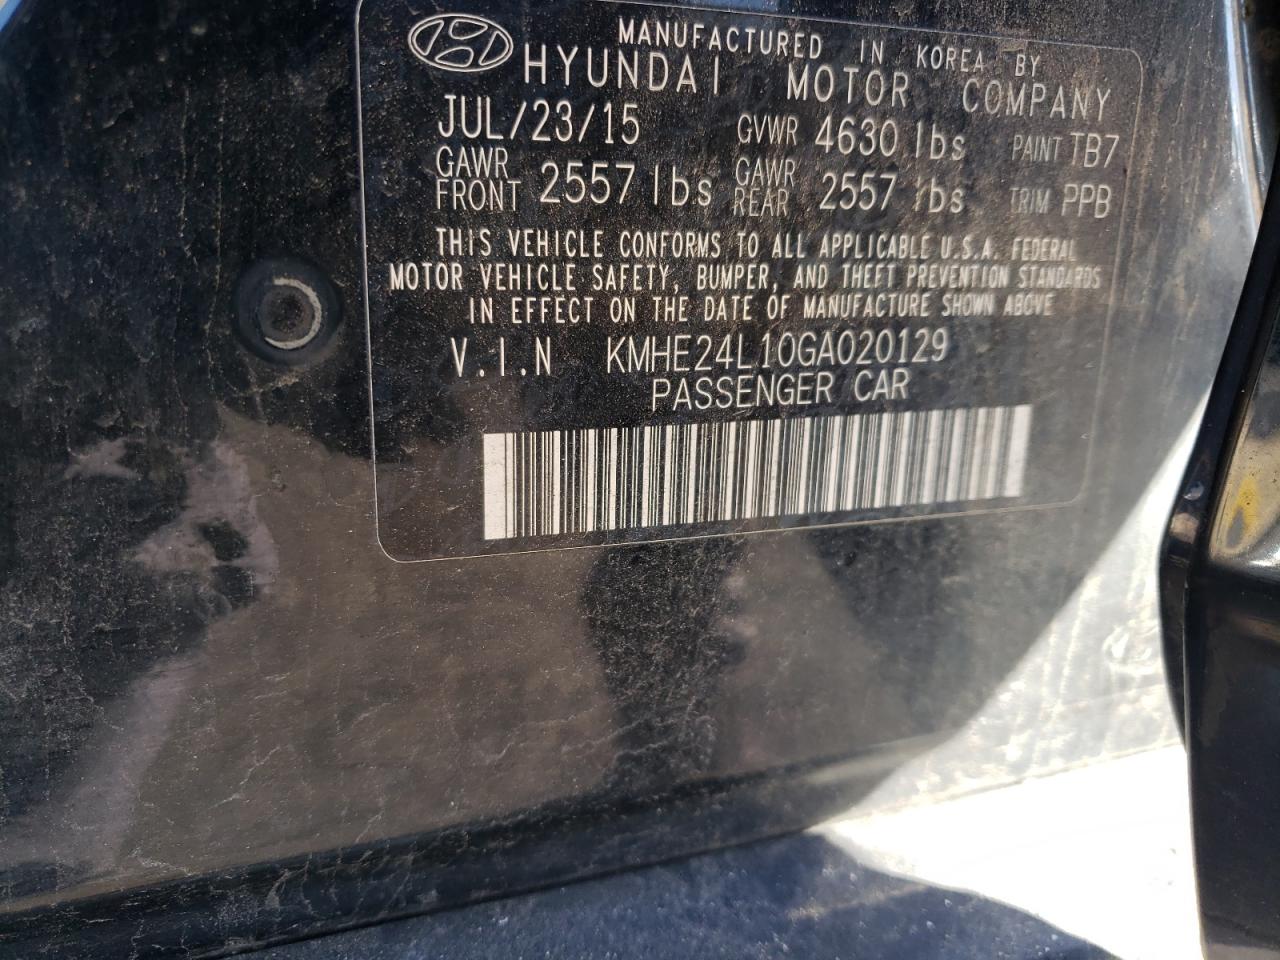 MANUFACTURED IN KOREA BY
HYUNDAI MOTOR COMPANY
JUL/23/15 GVWR 4630 lbs PAINT TB7
GAWR FRONT 2557 lbs GAWR REAR 2557 lbs TRIM PPB
THIS VEHICLE CONFORMS TO ALL APPLICABLE U.S.A. FEDERAL
MOTOR VEHICLE SAFETY, BUMPER, AND THEFT PREVENTION STANDARDS
IN EFFECT ON THE DATE OF MANUFACTURE SHOWN ABOVE
V.I.N KMHE24L10GA020129
PASSENGER CAR